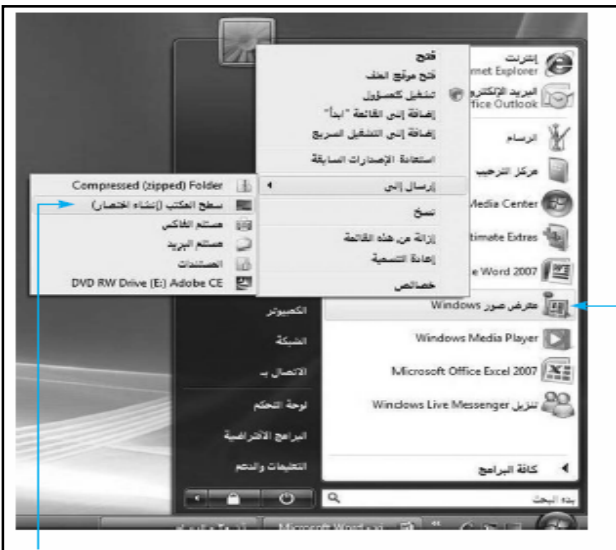 إنترنت
rnet Explorer
البريد الإلكترو
fice Outlook
الرسام
مركز الترحيب
Media Center
timate Extras
e Word 2007
معرض صور Windows
Windows Media Player
Microsoft Office Excel 2007
تنزيل Windows Live Messenger
كافة البرامج
بدء البحث
فتح
فتح موقع الملف
تشغيل كمسؤول
إضافة إلى القائمة "ابدأ"
إضافة إلى التشغيل السريع
استعادة الإصدارات السابقة
إرسال إلى
نسخ
إزالة من هذه القائمة
إعادة التسمية
خصائص
Compressed (zipped) Folder
سطح المكتب (إنشاء اختصار)
مستلم الفاكس
مستلم البريد
المستندات
DVD RW Drive (E:) Adobe CE
الكمبيوتر
الشبكة
الاتصال بـ
لوحة التحكم
البرامج الافتراضية
التعليمات والدعم
Microsoft Word